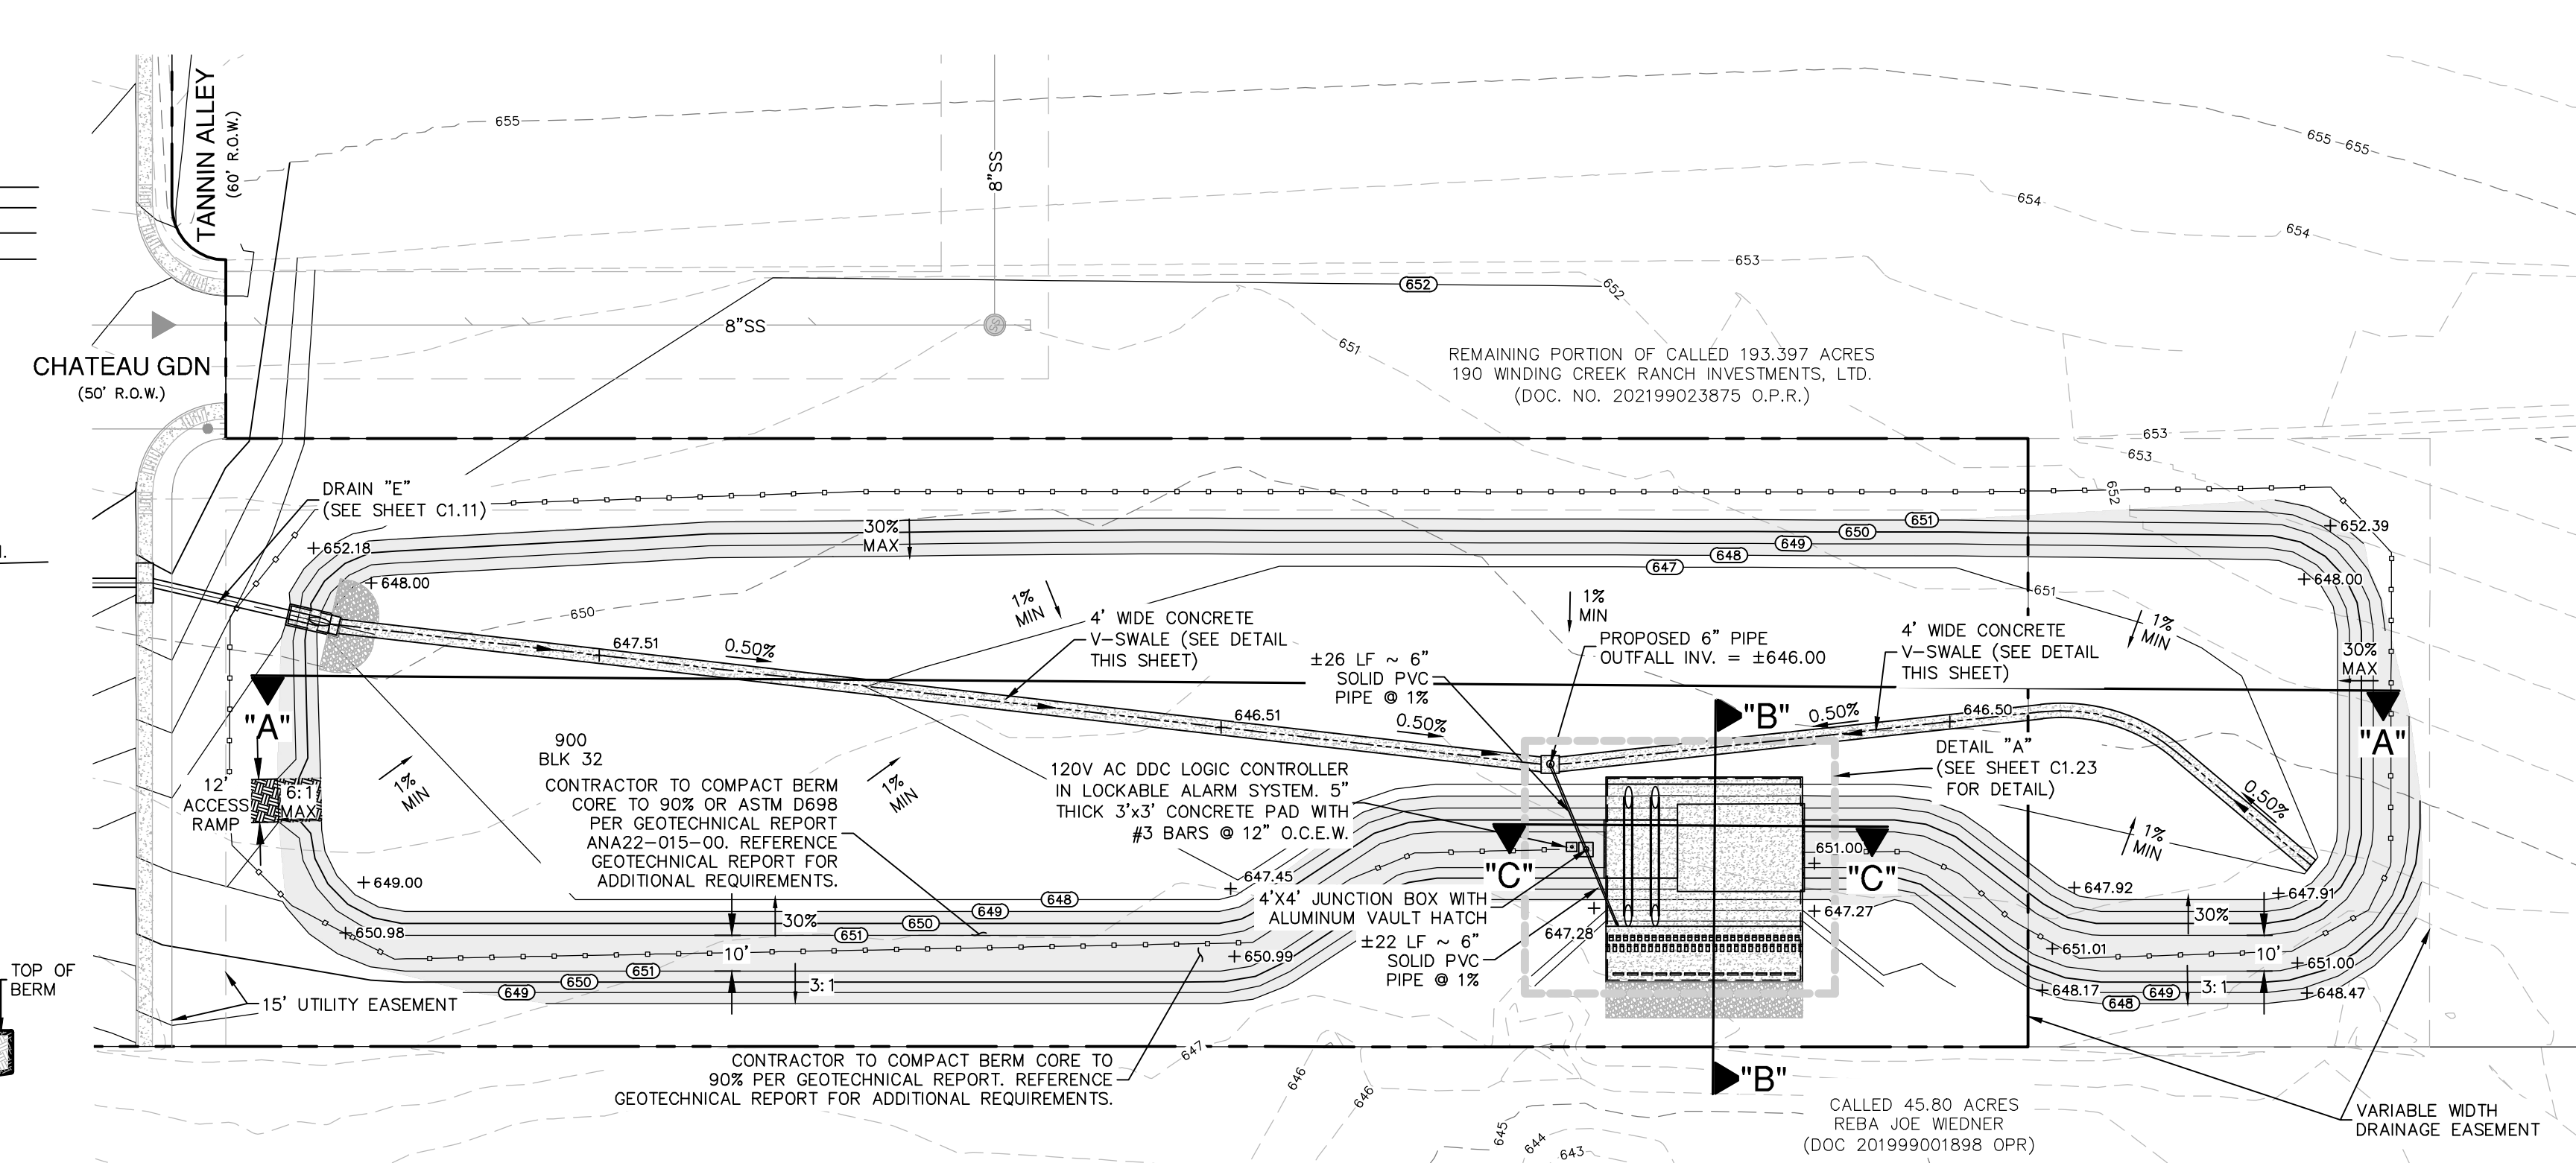 TANNIN ALLEY
(60' R.O.W.)
655
8"SS
655
655
654
654
653
652
652
8"SS
651
CHATEAU GDN
(50' R.O.W.)
REMAINING PORTION OF CALLED 193.397 ACRES
190 WINDING CREEK RANCH INVESTMENTS, LTD.
(DOC. NO. 202199023875 O.P.R.)
653
653
652
DRAIN "E"
(SEE SHEET C1.11)
652.18
648.00
30%
MAX
651
650
649
648
647
652.39
648.00
651
650
647.51
0.50%
1%
MIN
4' WIDE CONCRETE
V-SWALE (SEE DETAIL
THIS SHEET)
1%
MIN
PROPOSED 6" PIPE
OUTFALL INV. = ±646.00
±26 LF ~ 6"
SOLID PVC
PIPE @ 1%
4' WIDE CONCRETE
V-SWALE (SEE DETAIL
THIS SHEET)
1%
MIN
30%
MAX
"A"
646.51
0.50%
"B"
0.50%
646.50
"A"
DETAIL "A"
(SEE SHEET C1.23
FOR DETAIL)
0.50%
1%
MIN
900
BLK 32
12'
ACCESS
RAMP
6:1
MAX
1%
MIN
1%
MIN
CONTRACTOR TO COMPACT BERM
CORE TO 90% OR ASTM D698
PER GEOTECHNICAL REPORT
ANA22-015-00. REFERENCE
GEOTECHNICAL REPORT FOR
ADDITIONAL REQUIREMENTS.
120V AC DDC LOGIC CONTROLLER
IN LOCKABLE ALARM SYSTEM. 5"
THICK 3'x3' CONCRETE PAD WITH
#3 BARS @ 12" O.C.E.W.
"C"
651.00
"C"
649.00
647.45
4'X4' JUNCTION BOX WITH
ALUMINUM VAULT HATCH
647.28
647.27
647.92
647.91
±22 LF ~ 6"
SOLID PVC
PIPE @ 1%
648
649
650
651
30%
650.98
10'
650.99
651
650
649
3:1
30%
651.01
10'
651.00
648.17
649
648
3:1
648.47
TOP OF
BERM
15' UTILITY EASEMENT
CONTRACTOR TO COMPACT BERM CORE TO
90% PER GEOTECHNICAL REPORT. REFERENCE
GEOTECHNICAL REPORT FOR ADDITIONAL REQUIREMENTS.
647
646
646
645
644
643
"B"
CALLED 45.80 ACRES
REBA JOE WIEDNER
(DOC 201999001898 OPR)
VARIABLE WIDTH
DRAINAGE EASEMENT